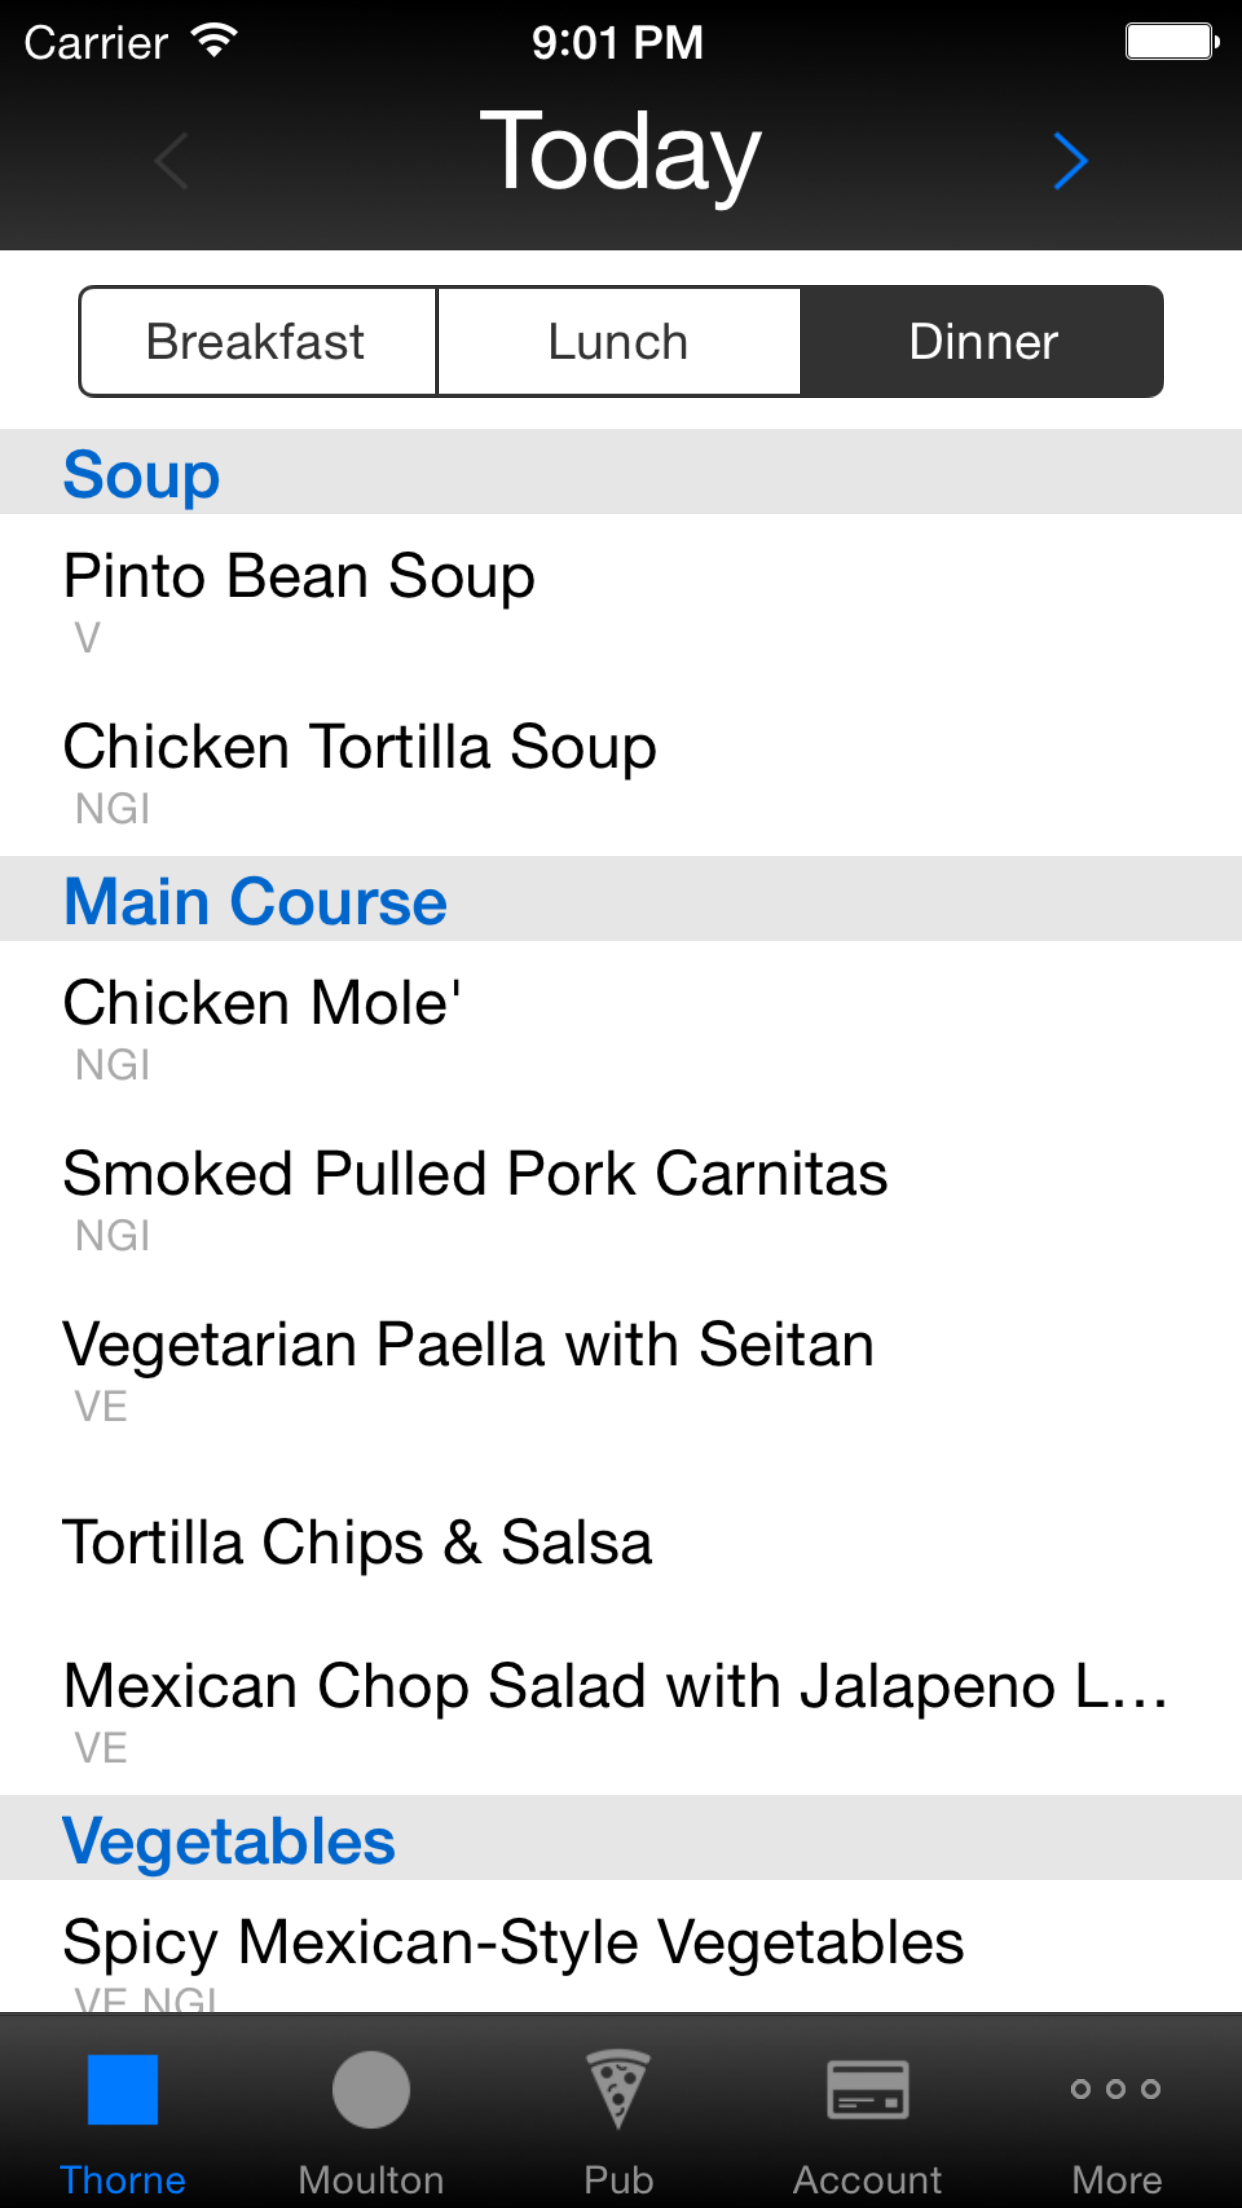 Carrier 9:01 PM
Today
Breakfast Lunch Dinner
Soup
Pinto Bean Soup
V
Chicken Tortilla Soup
NGI
Main Course
Chicken Mole'
NGI
Smoked Pulled Pork Carnitas
NGI
Vegetarian Paella with Seitan
VE
Tortilla Chips & Salsa
Mexican Chop Salad with Jalapeno L...
VE
Vegetables
Spicy Mexican-Style Vegetables
VE NGI
Thorne Moulton Pub Account More